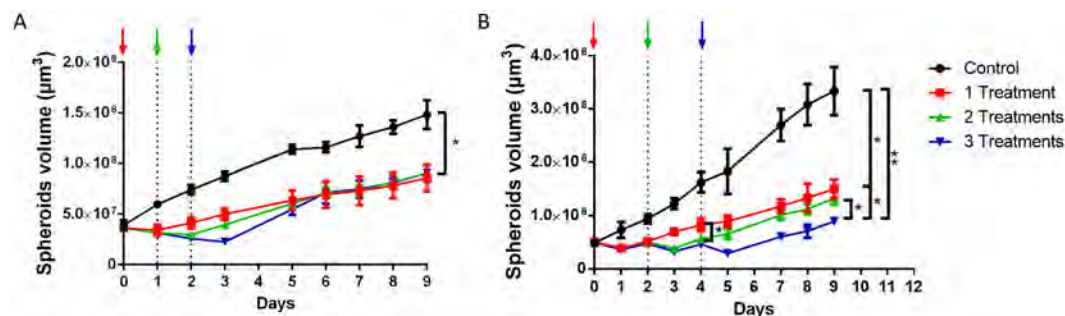 A
Spheroids volume (µm³)
2.0×10⁸
1.5×10⁸
1.0×10⁸
5.0×10⁷
0
0 1 2 3 5 6 7 8 9
Days
*
B
Spheroids volume (µm³)
4.0×10⁸
3.0×10⁸
2.0×10⁸
1.0×10⁸
0
0 1 2 3 4 5 7 8 9 10 11 12
Days
*
*
*
*
**
Control
1 Treatment
2 Treatments
3 Treatments